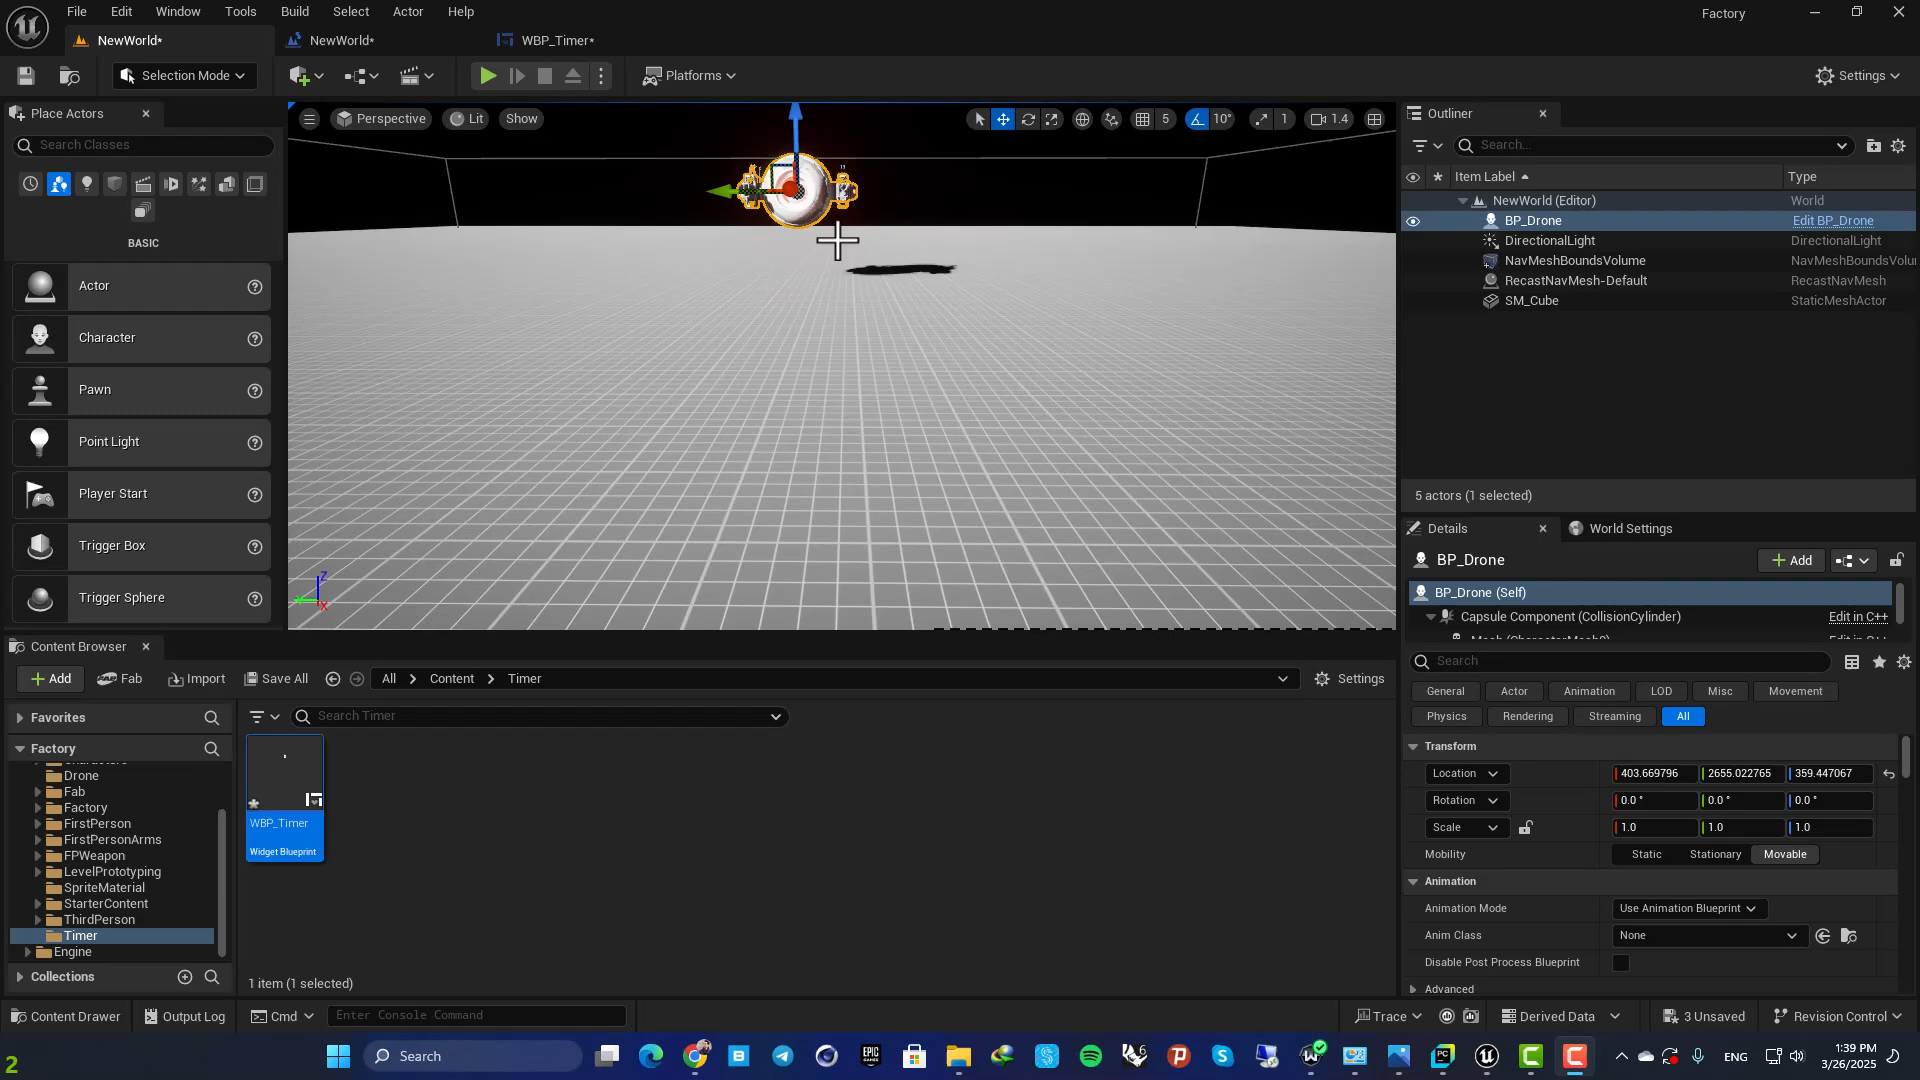 File Edit Window Tools Build Select Actor Help
Factory
NewWorld* NewWorld* WBP_Timer*
Selection Mode Platforms Settings
Place Actors
Search Classes
BASIC
Actor
Character
Pawn
Point Light
Player Start
Trigger Box
Trigger Sphere
Perspective Lit Show 5 10° 1 1.4
Z
X
Outliner
Search...
Item Label Type
NewWorld (Editor) World
BP_Drone Edit BP_Drone
DirectionalLight DirectionalLight
NavMeshBoundsVolume NavMeshBoundsVolu
RecastNavMesh-Default RecastNavMesh
SM_Cube StaticMeshActor
5 actors (1 selected)
Details World Settings
BP_Drone Add
BP_Drone (Self)
Capsule Component (CollisionCylinder) Edit in C++
Search
General Actor Animation LOD Misc Movement
Physics Rendering Streaming All
Transform
Location 403.669796 2655.022765 359.447067
Rotation 0.0 ° 0.0 ° 0.0 °
Scale 1.0 1.0 1.0
Mobility Static Stationary Movable
Animation
Animation Mode Use Animation Blueprint
Anim Class None
Disable Post Process Blueprint
Advanced
Content Browser
Add Fab Import Save All All Content Timer Settings
Favorites
Search Timer
Factory
Drone
Fab
Factory
FirstPerson
FirstPersonArms
FPWeapon
LevelPrototyping
SpriteMaterial
StarterContent
ThirdPerson
Timer
Engine
Collections
WBP_Timer
Widget Blueprint
1 item (1 selected)
Content Drawer Output Log Cmd Enter Console Command Trace Derived Data 3 Unsaved Revision Control
2
Search
ENG
1:39 PM
3/26/2025